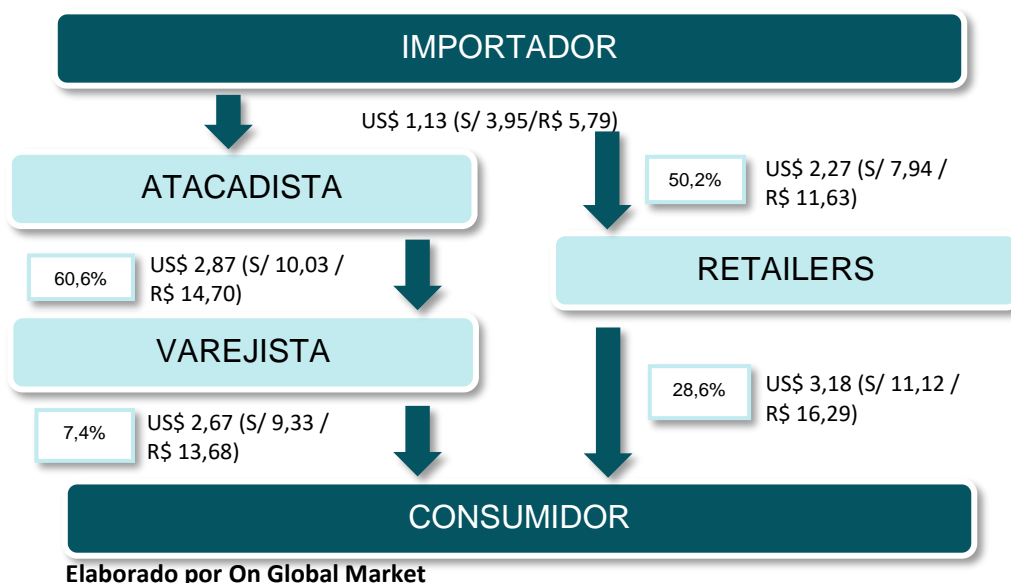 IMPORTADOR
US$ 1,13 (S/ 3,95/R$ 5,79)
ATACADISTA
50,2%
US$ 2,27 (S/ 7,94 /
R$ 11,63)
60,6%
US$ 2,87 (S/ 10,03 /
R$ 14,70)
RETAILERS
VAREJISTA
7,4%
US$ 2,67 (S/ 9,33 /
R$ 13,68)
28,6%
US$ 3,18 (S/ 11,12 /
R$ 16,29)
CONSUMIDOR
Elaborado por On Global Market